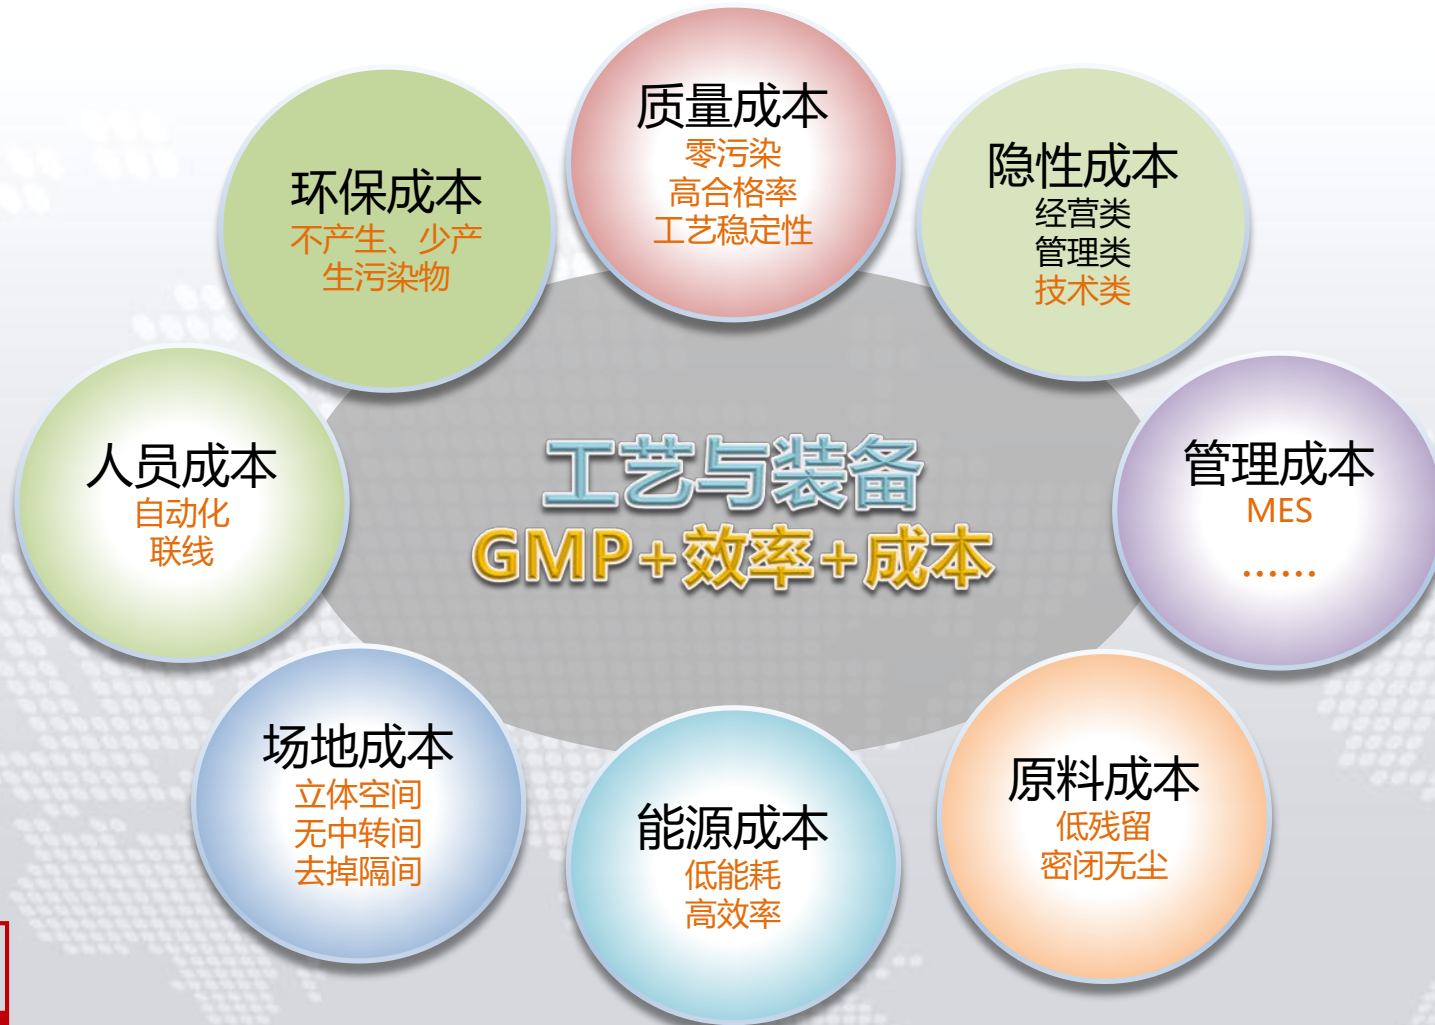 质量成本
零污染
高合格率
工艺稳定性
隐性成本
经营类
管理类
技术类
环保成本
不产生、少产
生污染物
人员成本
自动化
联线
工艺与装备
GMP+效率+成本
管理成本
MES
……
场地成本
立体空间
无中转间
去掉隔间
能源成本
低能耗
高效率
原料成本
低残留
密闭无尘